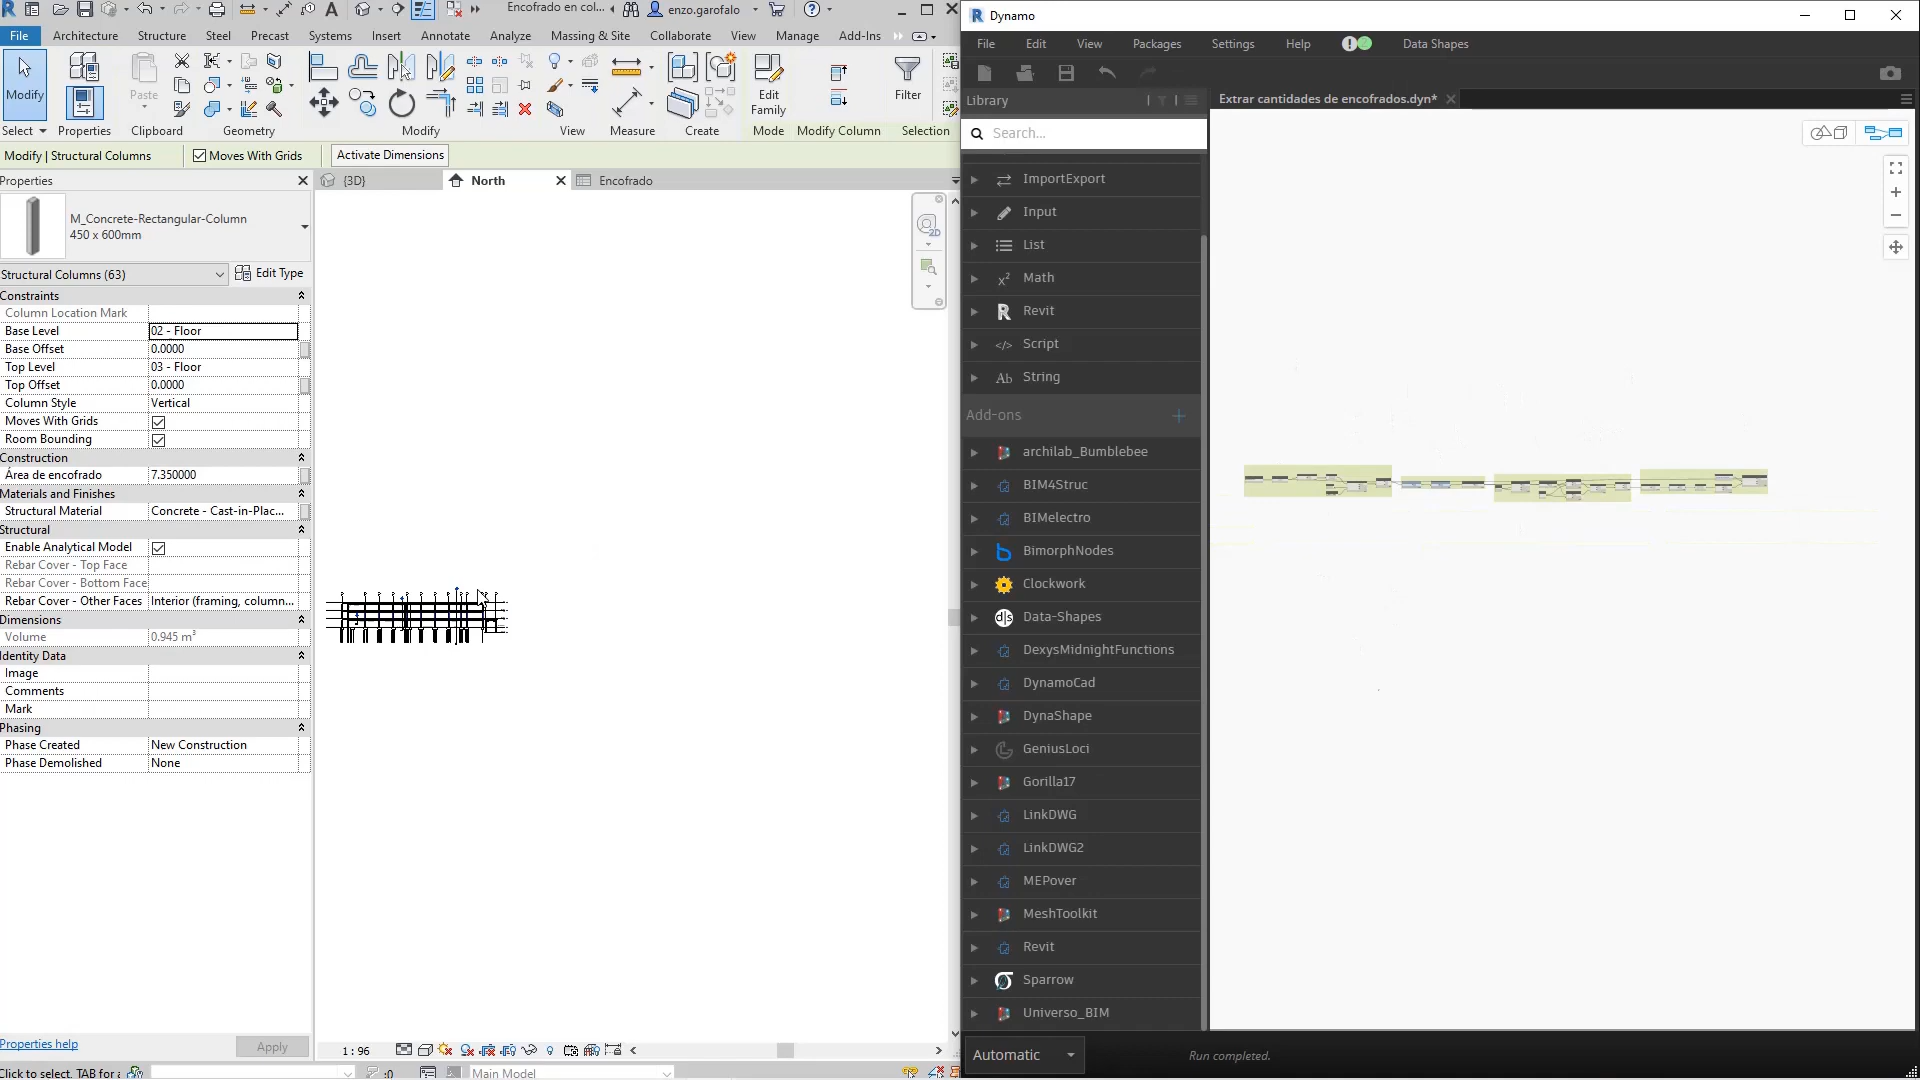 Encofrado en col...
enzo.garofalo
File
Architecture
Structure
Steel
Precast
Systems
Insert
Annotate
Analyze
Massing & Site
Collaborate
View
Manage
Add-Ins
Modify
Paste
Edit
Family
Filter
Select
Properties
Clipboard
Geometry
Modify
View
Measure
Create
Mode
Modify Column
Selection
Modify | Structural Columns
Moves With Grids
Activate Dimensions
Properties
{3D}
North
Encofrado
M_Concrete-Rectangular-Column
450 x 600mm
Structural Columns (63)
Edit Type
Constraints
Column Location Mark
Base Level 02 - Floor
Base Offset 0.0000
Top Level 03 - Floor
Top Offset 0.0000
Column Style Vertical
Moves With Grids
Room Bounding
Construction
Área de encofrado 7.350000
Materials and Finishes
Structural Material Concrete - Cast-in-Plac...
Structural
Enable Analytical Model
Rebar Cover - Top Face
Rebar Cover - Bottom Face
Rebar Cover - Other Faces Interior (framing, column...
Dimensions
Volume 0.945 m³
Identity Data
Image
Comments
Mark
Phasing
Phase Created New Construction
Phase Demolished None
Properties help
Apply
1 : 96
Click to select, TAB for a
:0
Main Model
Dynamo
File
Edit
View
Packages
Settings
Help
Data Shapes
Library
Extrar cantidades de encofrados.dyn*
Search...
ImportExport
Input
List
Math
Revit
Script
String
Add-ons
archilab_Bumblebee
BIM4Struc
BIMelectro
BimorphNodes
Clockwork
Data-Shapes
DexysMidnightFunctions
DynamoCad
DynaShape
GeniusLoci
Gorilla17
LinkDWG
LinkDWG2
MEPover
MeshToolkit
Revit
Sparrow
Universo_BIM
Automatic
Run completed.